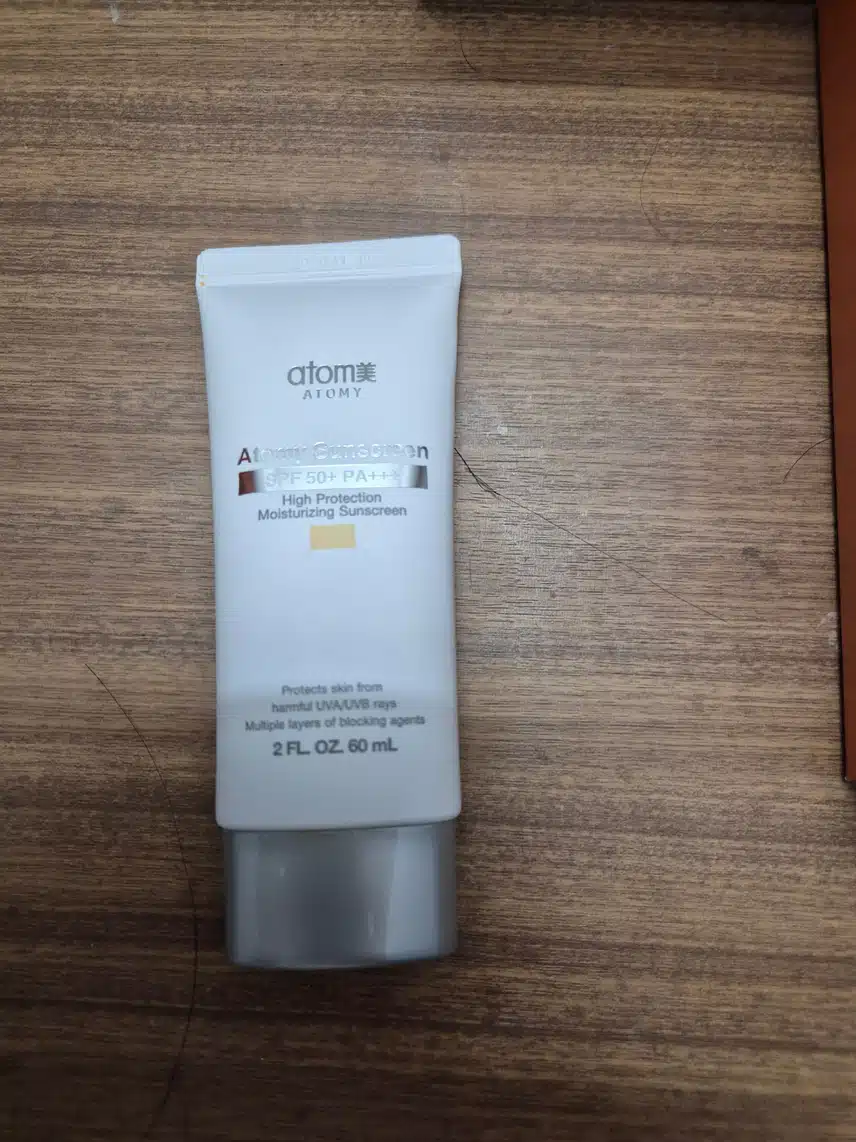 atom美
ATOMY
Atomy Sunscreen
SPF 50+ PA+++
High Protection
Moisturizing Sunscreen
Protects skin from
harmful UVA/UVB rays
Multiple layers of blocking agents
2 FL. OZ. 60 mL